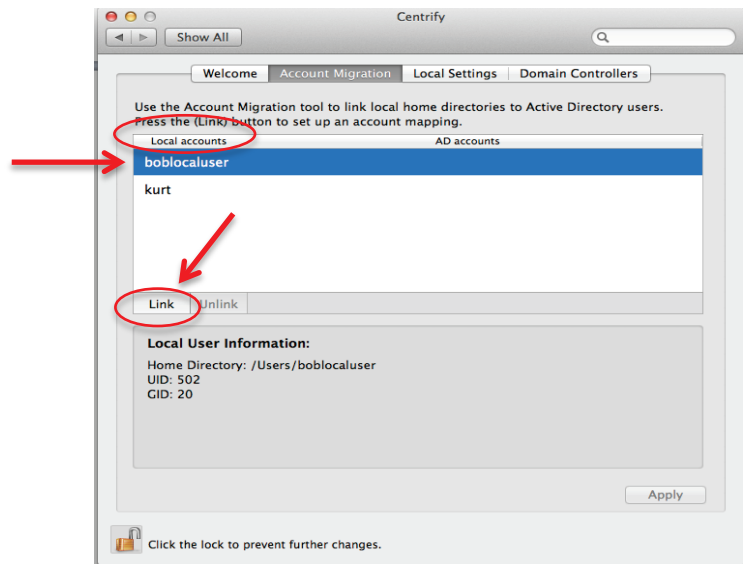 Centrify
Show All
Welcome Account Migration Local Settings Domain Controllers
Use the Account Migration tool to link local home directories to Active Directory users.
Press the (Link) button to set up an account mapping.
Local accounts AD accounts
boblocaluser
kurt
Link Unlink
Local User Information:
Home Directory: /Users/boblocaluser
UID: 502
GID: 20
Apply
Click the lock to prevent further changes.